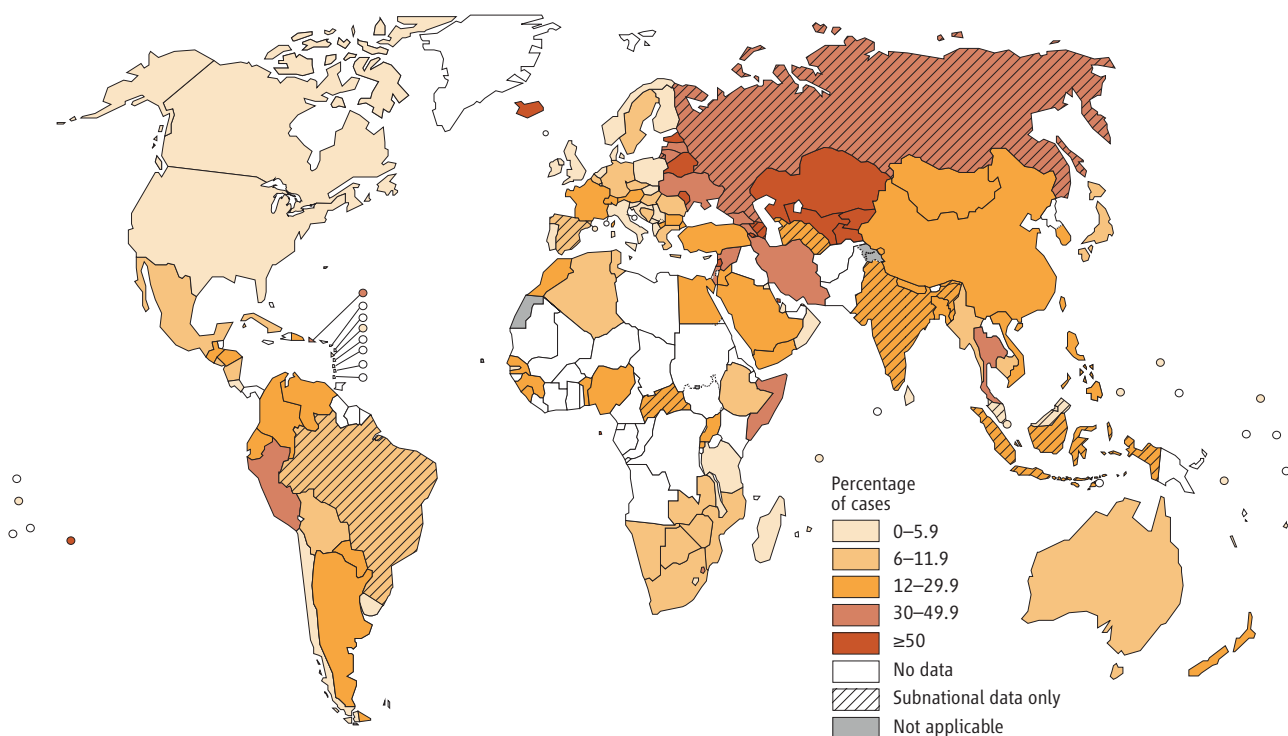 Percentage
of cases
0–5.9
6–11.9
12–29.9
30–49.9
≥50
No data
Subnational data only
Not applicable